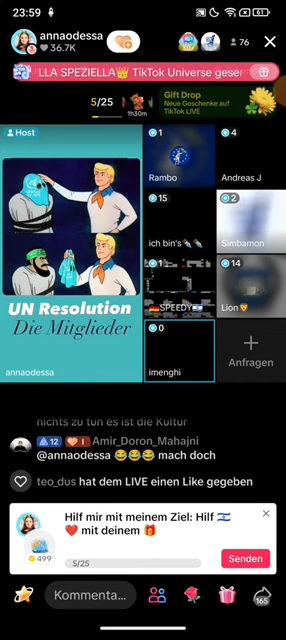 23:59
61
annaodessa
36.7K
76
LLA SPEZIELLA👑 TikTok Universe gese
5/25
1h30m
Gift Drop
Neue Geschenke auf
TikTok LIVE
Host
UN Resolution
Die Mitglieder
annaodessa
1
Rambo
4
Andreas J
15
ich bin's
2
Simbamon
1
🇩🇪SPEEDY🇮🇱
14
Lion🦁
0
imenghi
+
Anfragen
nichts zu tun es ist die Kultur
12 1 Amir_Doron_Mahajni
@annaodessa 😂😂😂 mach doch
teo_dus hat dem LIVE einen Like gegeben
Hilf mir mit meinem Ziel: Hilf 🇮🇱
❤️ mit deinem 🎁
499
5/25
Senden
Kommenta...
165